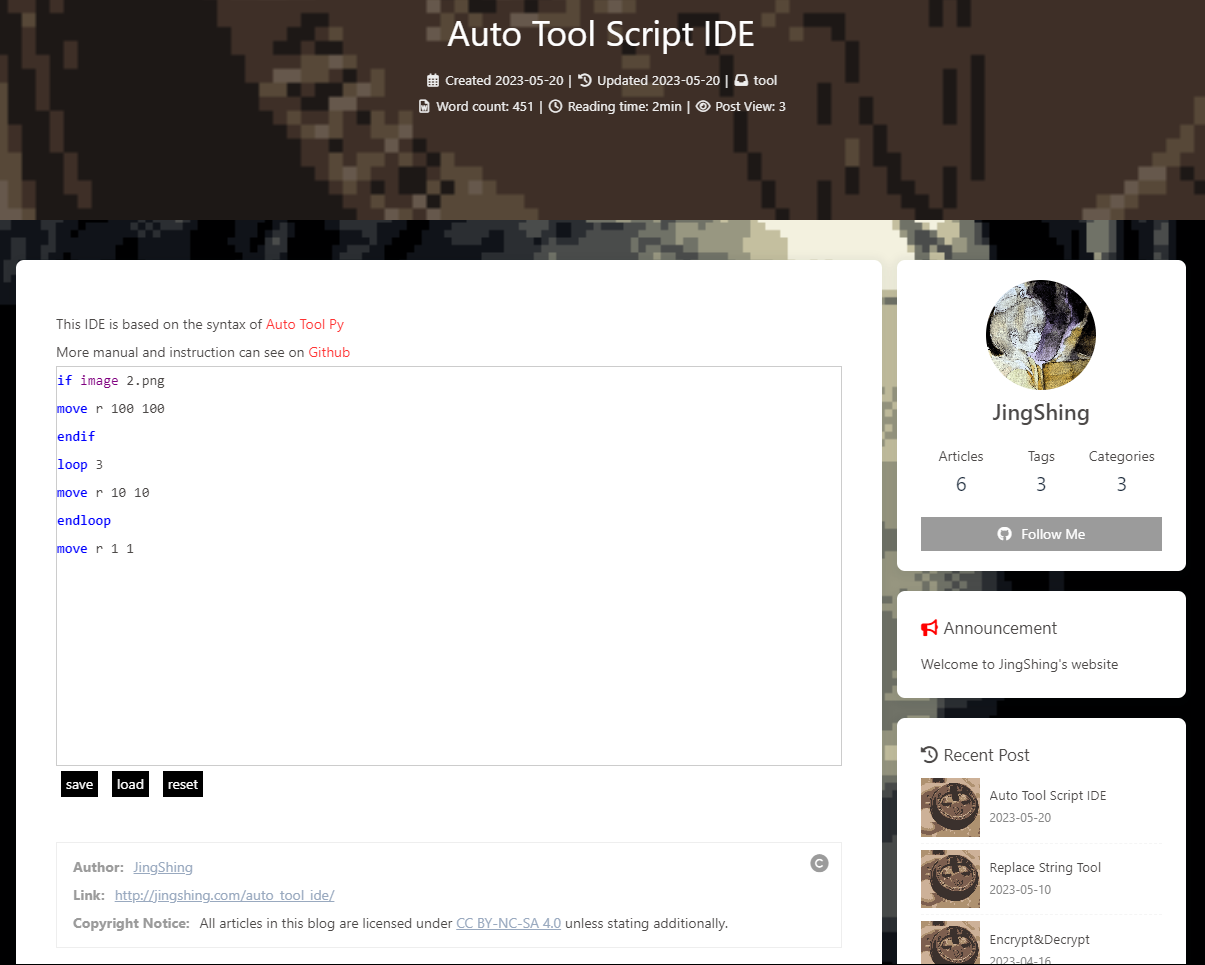 Auto Tool Script IDE
Created 2023-05-20 | Updated 2023-05-20 | tool
Word count: 451 | Reading time: 2min | Post View: 3
This IDE is based on the syntax of Auto Tool Py
More manual and instruction can see on Github
if image 2.png
move r 100 100
endif
loop 3
move r 10 10
endloop
move r 1 1
save load reset
Author: JingShing
Link: http://jingshing.com/auto_tool_ide/
Copyright Notice: All articles in this blog are licensed under CC BY-NC-SA 4.0 unless stating additionally.
JingShing
Articles Tags Categories
6 3 3
Follow Me
Announcement
Welcome to JingShing's website
Recent Post
Auto Tool Script IDE
2023-05-20
Replace String Tool
2023-05-10
Encrypt&Decrypt
2023-04-16